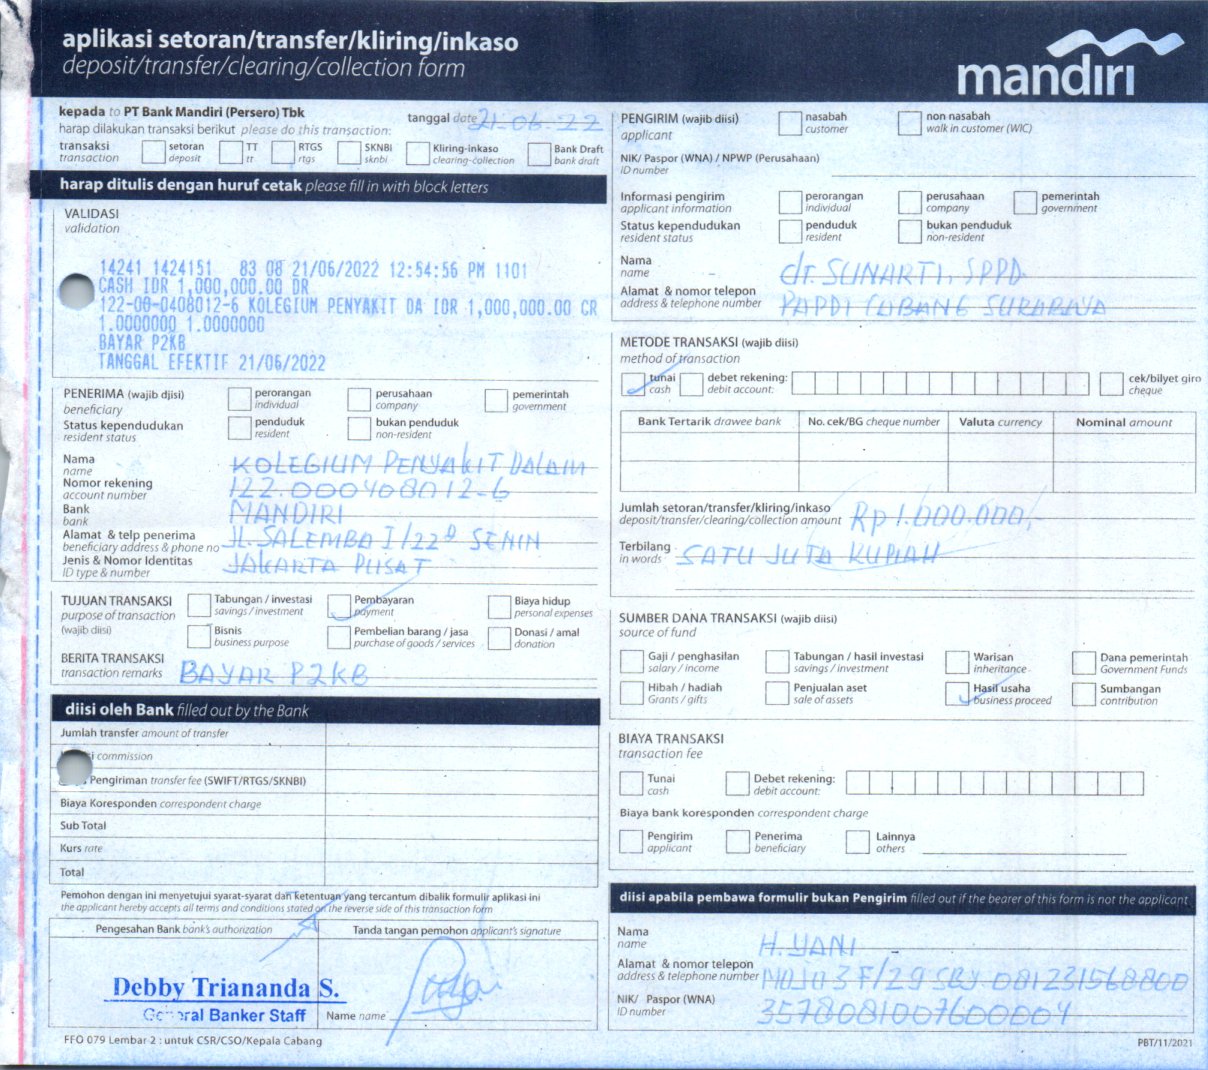 aplikasi setoran/transfer/kliring/inkaso
deposit/transfer/clearing/collection form
mandiri
kepada to PT Bank Mandiri (Persero) Tbk
tanggal date 21-06-22
harap dilakukan transaksi berikut please do this transaction:
transaksi transaction
setoran deposit
TT tt
RTGS rtgs
SKNBI sknbi
Kliring-inkaso clearing-collection
Bank Draft bank draft
harap ditulis dengan huruf cetak please fill in with block letters
VALIDASI
validation
14241 1424151 83 08 21/06/2022 12:54:56 PM 1101
CASH IDR 1,000,000.00 DR
122-00-0408012-6 KOLEGIUM PENYAKIT DA IDR 1,000,000.00 CR
1.0000000 1.0000000
BAYAR P2KB
TANGGAL EFEKTIF 21/06/2022
PENERIMA (wajib diisi)
beneficiary
perorangan individual
perusahaan company
pemerintah government
Status kependudukan
resident status
penduduk resident
bukan penduduk non-resident
Nama
name
KOLEGIUM PENYAKIT DALAM
Nomor rekening
account number
122.000408012-6
Bank
bank
MANDIRI
Alamat & telp penerima
beneficiary address & phone no
JL. SALEMBA I/22 SENIN
Jenis & Nomor Identitas
ID type & number
JAKARTA PUSAT
TUJUAN TRANSAKSI
purpose of transaction
(wajib diisi)
Tabungan / investasi
savings / investment
Pembayaran
payment
Biaya hidup
personal expenses
Bisnis
business purpose
Pembelian barang / jasa
purchase of goods / services
Donasi / amal
donation
BERITA TRANSAKSI
transaction remarks
BAYAR P2KB
diisi oleh Bank filled out by the Bank
Jumlah transfer amount of transfer
commission
Pengiriman transfer fee (SWIFT/RTGS/SKNBI)
Biaya Koresponden correspondent charge
Sub Total
Kurs rate
Total
Pemohon dengan ini menyetujui syarat-syarat dan ketentuan yang tercantum dibalik formulir aplikasi ini
the applicant hereby accepts all terms and conditions stated on the reverse side of this transaction form
Pengesahan Bank bank's authorization
Tanda tangan pemohon applicant's signature
Debby Triananda S.
General Banker Staff
Name name
FFO 079 Lembar 2 : untuk CSR/CSO/Kepala Cabang
PENGIRIM (wajib diisi)
applicant
nasabah
customer
non nasabah
walk in customer (WIC)
NIK/ Paspor (WNA) / NPWP (Perusahaan)
ID number
Informasi pengirim
applicant information
perorangan
individual
perusahaan
company
pemerintah
government
Status kependudukan
resident status
penduduk
resident
bukan penduduk
non-resident
Nama
name
dr. SUNARTI, SPPD
Alamat & nomor telepon
address & telephone number
PAPDI CABANG SURABAYA
METODE TRANSAKSI (wajib diisi)
method of transaction
tunai
cash
debet rekening:
debit account:
cek/bilyet giro
cheque
Bank Tertarik drawee bank
No. cek/BG cheque number
Valuta currency
Nominal amount
Jumlah setoran/transfer/kliring/inkaso
deposit/transfer/clearing/collection amount
Rp 1.000.000,-
Terbilang
in words
SATU JUTA RUPIAH
SUMBER DANA TRANSAKSI (wajib diisi)
source of fund
Gaji / penghasilan
salary / income
Tabungan / hasil investasi
savings / investment
Warisan
inheritance
Dana pemerintah
Government Funds
Hibah / hadiah
Grants / gifts
Penjualan aset
sale of assets
Hasil usaha
business proceed
Sumbangan
contribution
BIAYA TRANSAKSI
transaction fee
Tunai
cash
Debet rekening:
debit account:
Biaya bank koresponden correspondent charge
Pengirim
applicant
Penerima
beneficiary
Lainnya
others
diisi apabila pembawa formulir bukan Pengirim filled out if the bearer of this form is not the applicant
Nama
name
H. YANI
Alamat & nomor telepon
address & telephone number
3 F/29 SBY 081231568800
NIK/ Paspor (WNA)
ID number
3578081007600004
PBT/11/2021